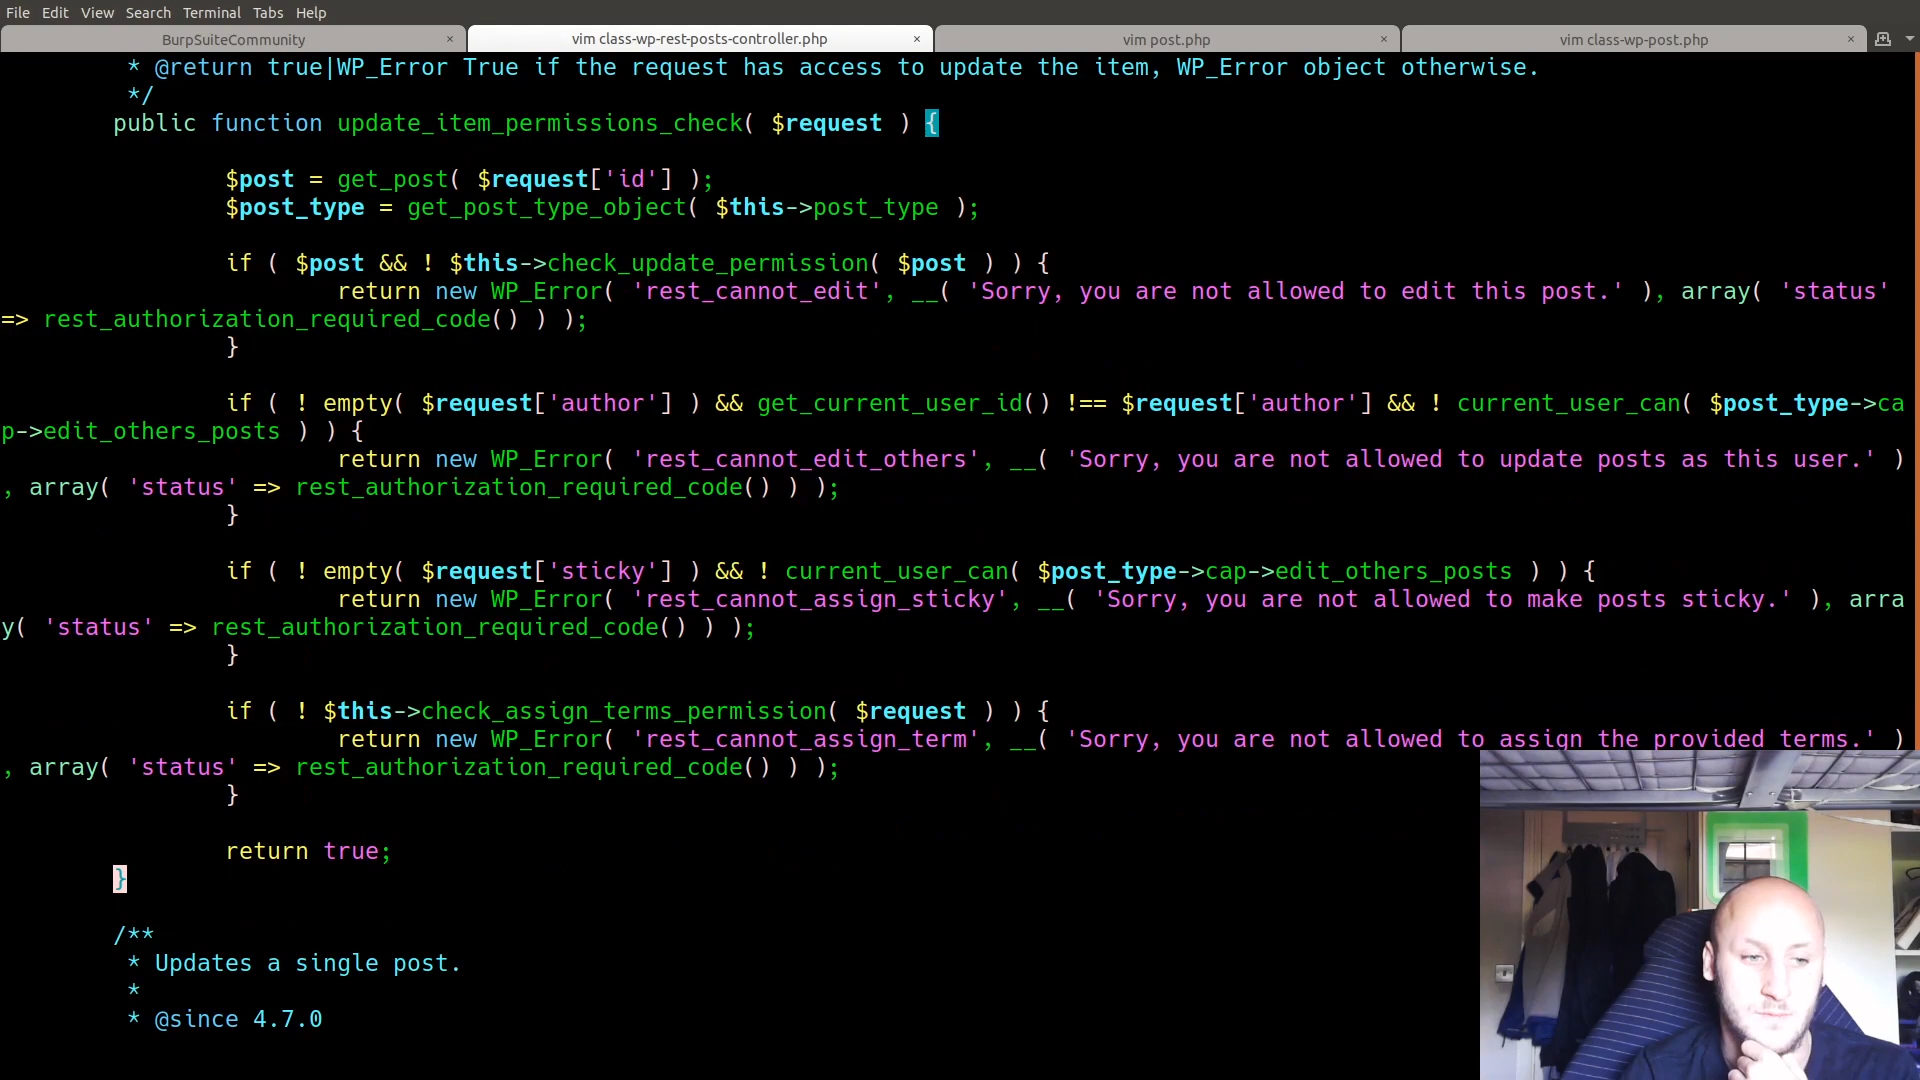 File Edit View Search Terminal Tabs Help
BurpSuiteCommunity × vim class-wp-rest-posts-controller.php × vim post.php × vim class-wp-post.php ×
* @return true|WP_Error True if the request has access to update the item, WP_Error object otherwise.
*/
public function update_item_permissions_check( $request ) {
$post = get_post( $request['id'] );
$post_type = get_post_type_object( $this->post_type );
if ( $post && ! $this->check_update_permission( $post ) ) {
return new WP_Error( 'rest_cannot_edit', __( 'Sorry, you are not allowed to edit this post.' ), array( 'status'
=> rest_authorization_required_code() ) );
}
if ( ! empty( $request['author'] ) && get_current_user_id() !== $request['author'] && ! current_user_can( $post_type->ca
p->edit_others_posts ) ) {
return new WP_Error( 'rest_cannot_edit_others', __( 'Sorry, you are not allowed to update posts as this user.' )
, array( 'status' => rest_authorization_required_code() ) );
}
if ( ! empty( $request['sticky'] ) && ! current_user_can( $post_type->cap->edit_others_posts ) ) {
return new WP_Error( 'rest_cannot_assign_sticky', __( 'Sorry, you are not allowed to make posts sticky.' ), arra
y( 'status' => rest_authorization_required_code() ) );
}
if ( ! $this->check_assign_terms_permission( $request ) ) {
return new WP_Error( 'rest_cannot_assign_term', __( 'Sorry, you are not allowed to assign the provided terms.' )
, array( 'status' => rest_authorization_required_code() ) );
}
return true;
}
/**
* Updates a single post.
*
* @since 4.7.0